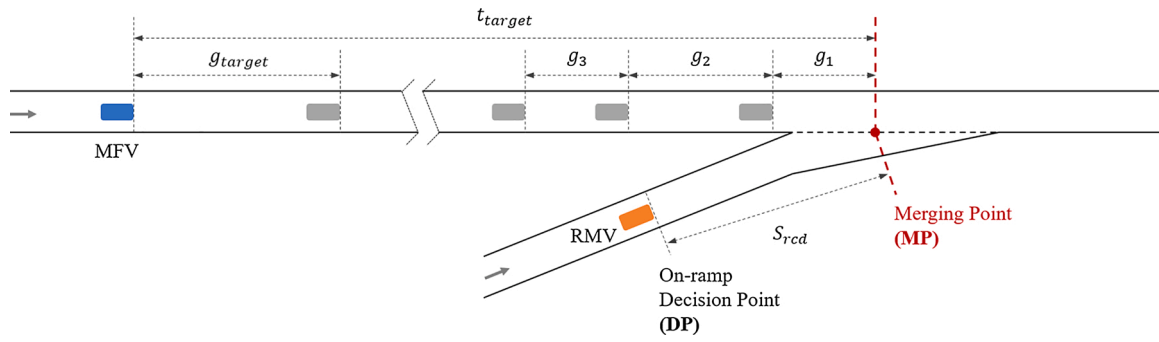 t_target
g_target
g_3
g_2
g_1
MFV
RMV
S_rcd
Merging Point
(MP)
On-ramp
Decision Point
(DP)